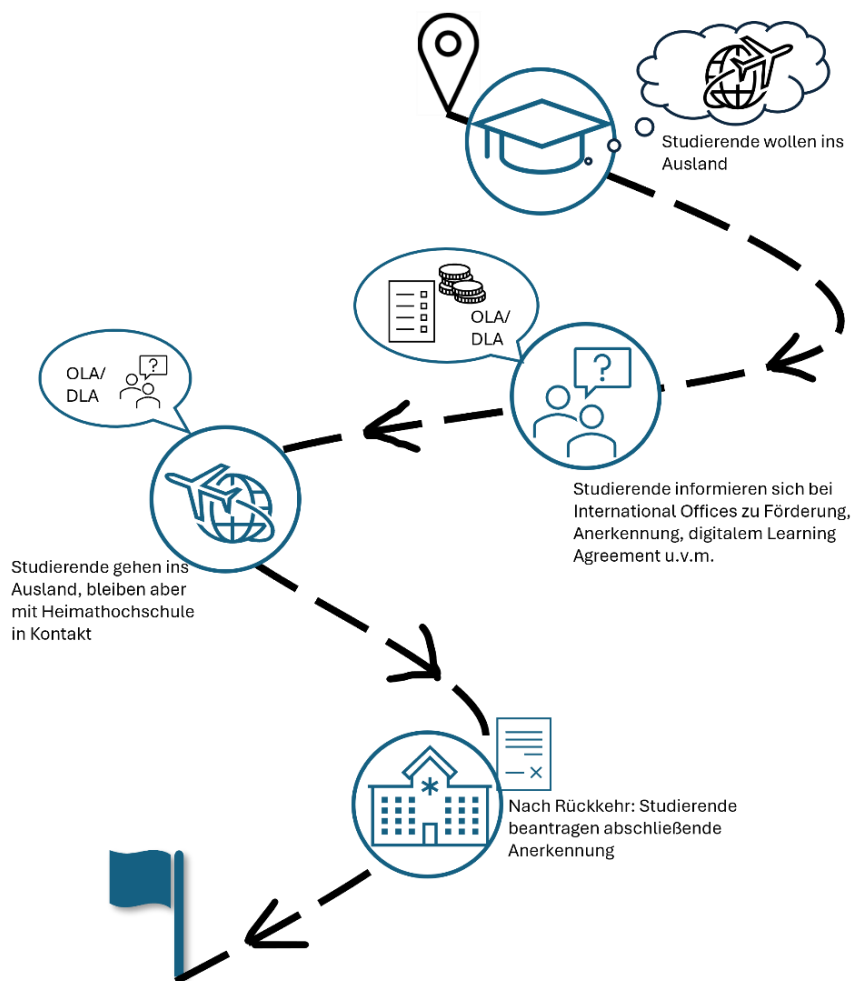 Studierende wollen ins
Ausland
OLA/
DLA
OLA/
DLA
Studierende informieren sich bei
International Offices zu Förderung,
Anerkennung, digitalem Learning
Agreement u.v.m.
Studierende gehen ins
Ausland, bleiben aber
mit Heimathochschule
in Kontakt
Nach Rückkehr: Studierende
beantragen abschließende
Anerkennung